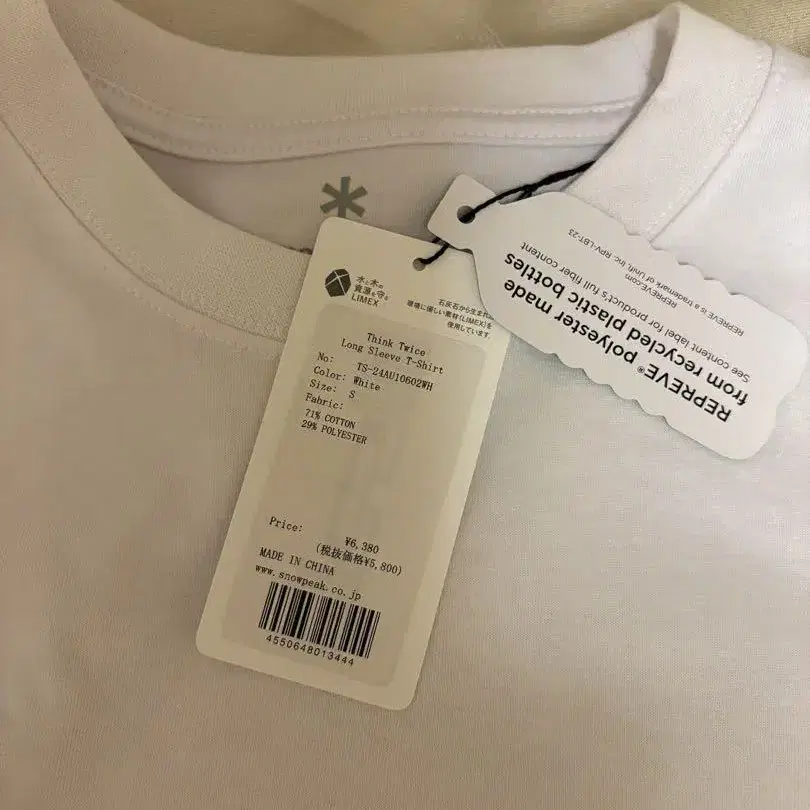 水と木の
資源を守る
LIMEX
石灰石から生まれた
環境に優しい素材(LIMEX)を
使用しています。
Think Twice
Long Sleeve T-Shirt
No: TS-24AU10602WH
Color: White
Size: S
Fabric:
71% COTTON
29% POLYESTER
Price: ¥6,380
(税抜価格¥5,800)
MADE IN CHINA
www.snowpeak.co.jp
4550648013444
REPREVE® polyester made
from recycled plastic bottles
See content label for product's full fiber content
REPREVE.com
REPREVE is a trademark of Unifi, Inc. RPV-LBT-23